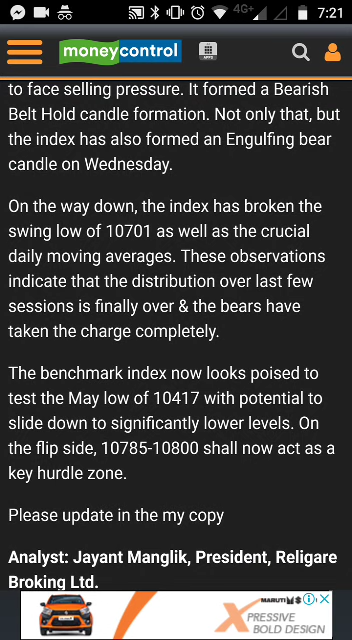 4G+ 7:21
moneycontrol APPS
to face selling pressure. It formed a Bearish
Belt Hold candle formation. Not only that, but
the index has also formed an Engulfing bear
candle on Wednesday.
On the way down, the index has broken the
swing low of 10701 as well as the crucial
daily moving averages. These observations
indicate that the distribution over last few
sessions is finally over & the bears have
taken the charge completely.
The benchmark index now looks poised to
test the May low of 10417 with potential to
slide down to significantly lower levels. On
the flip side, 10785-10800 shall now act as a
key hurdle zone.
Please update in the my copy
Analyst: Jayant Manglik, President, Religare
Broking Ltd.
MARUTI SUZUKI
XPRESSIVE
BOLD DESIGN